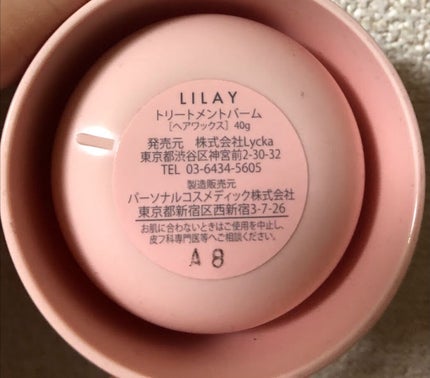 LILAY
トリートメントバーム
[ヘアワックス] 40g
発売元 株式会社Lycka
東京都渋谷区神宮前2-30-32
TEL 03-6434-5605
製造販売元
パーソナルコスメティック株式会社
東京都新宿区西新宿3-7-26
お肌に合わないときはご使用を中止し、
皮フ科専門医等へご相談ください。
A8